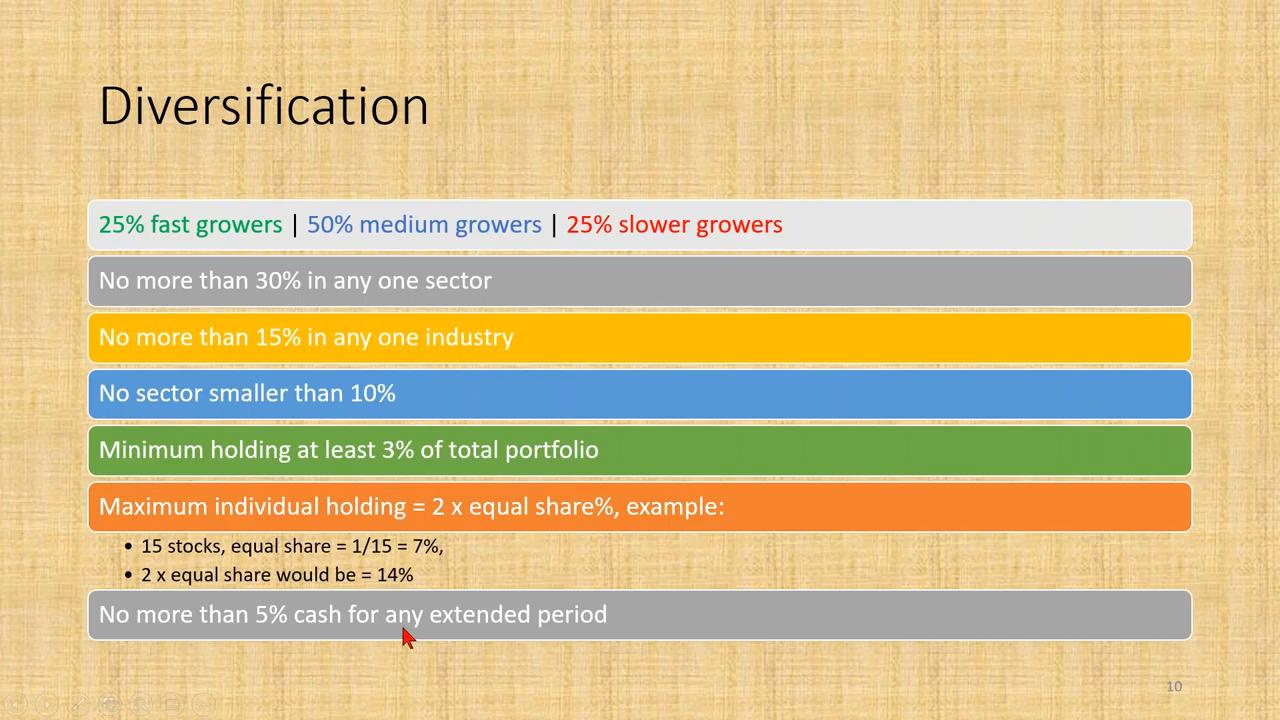 Diversification
25% fast growers | 50% medium growers | 25% slower growers
No more than 30% in any one sector
No more than 15% in any one industry
No sector smaller than 10%
Minimum holding at least 3% of total portfolio
Maximum individual holding = 2 x equal share%, example:
• 15 stocks, equal share = 1/15 = 7%,
• 2 x equal share would be = 14%
No more than 5% cash for any extended period
10